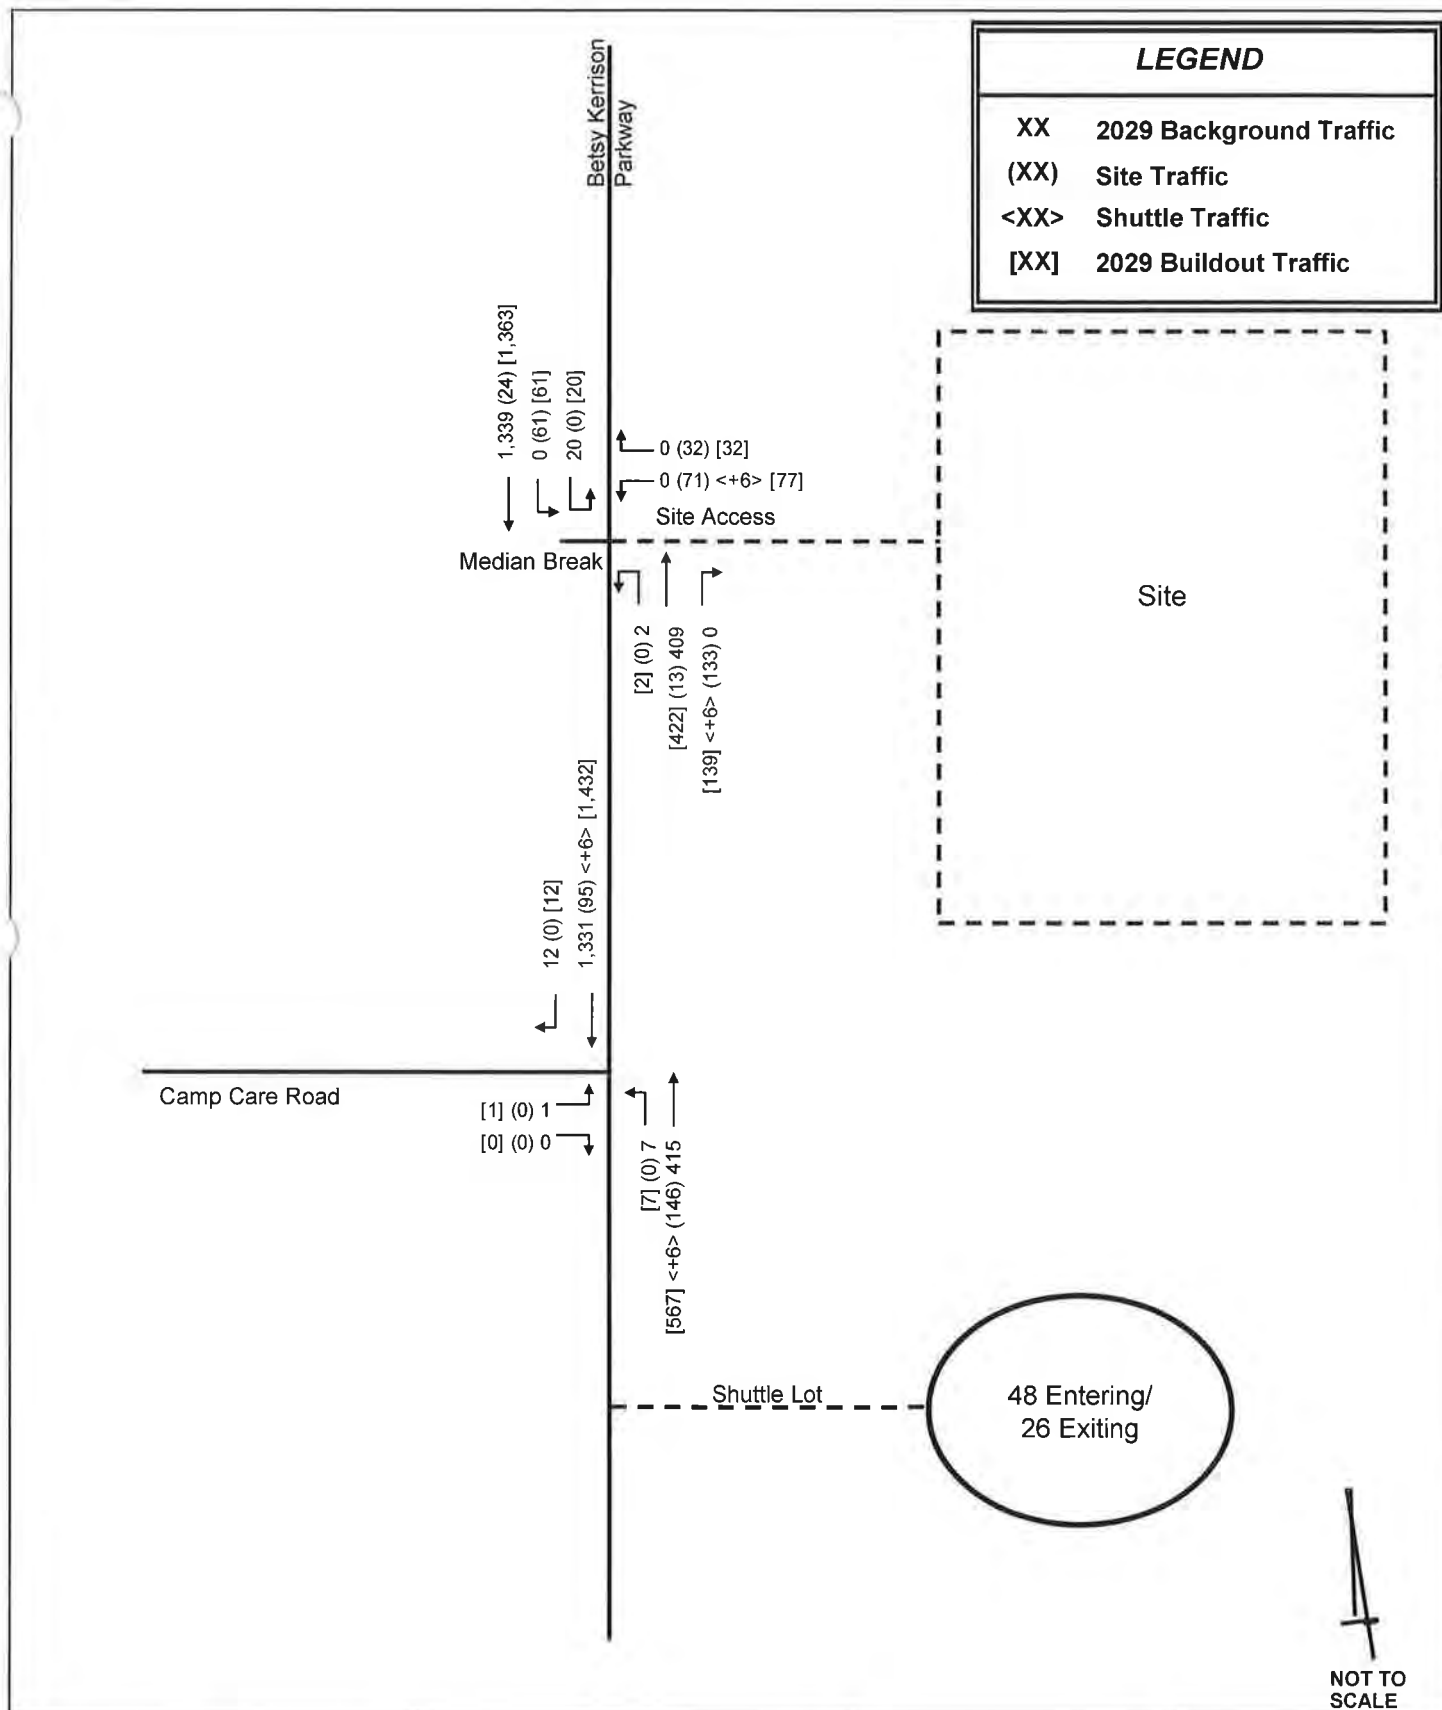 LEGEND
XX 2029 Background Traffic
(XX) Site Traffic
<XX> Shuttle Traffic
[XX] 2029 Buildout Traffic
Betsy Kerrison
Parkway
1,339 (24) [1,363]
0 (61) [61]
20 (0) [20]
0 (32) [32]
0 (71) <+6> [77]
Site Access
Median Break
Site
[2] (0) 2
[422] (13) 409
[139] <+6> (133) 0
12 (0) [12]
1,331 (95) <+6> [1,432]
Camp Care Road
[1] (0) 1
[0] (0) 0
[7] (0) 7
[567] <+6> (146) 415
Shuttle Lot
48 Entering/
26 Exiting
NOT TO
SCALE